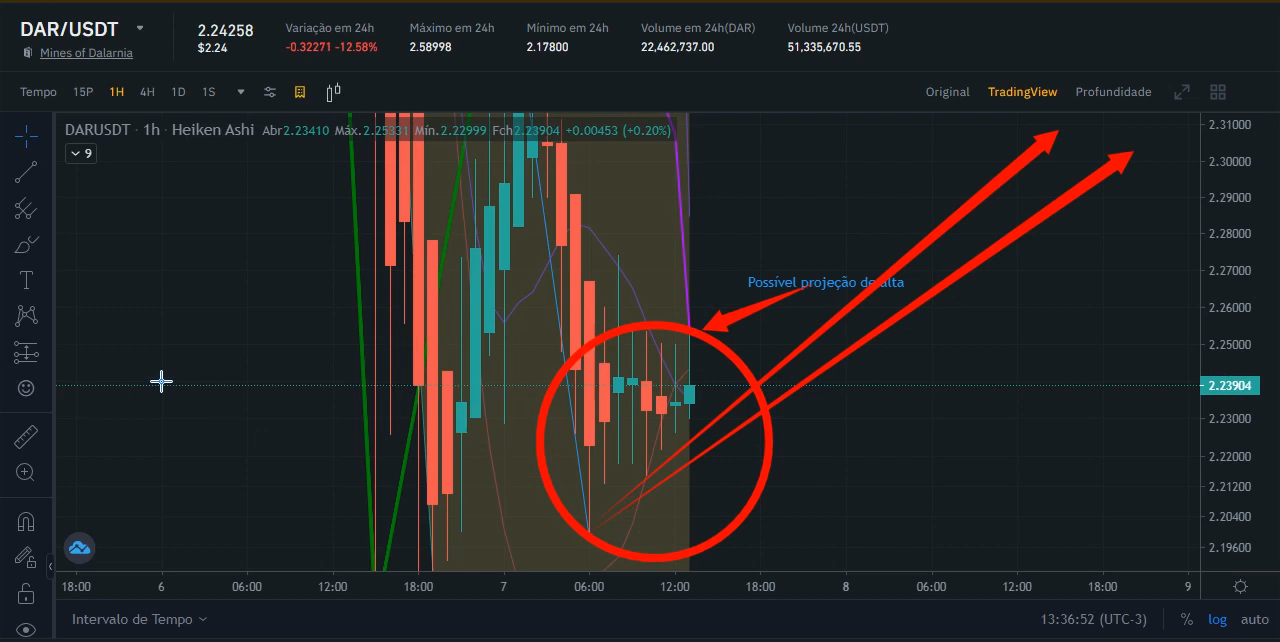 DAR/USDT
Mines of Dalarnia
2.24258
$2.24
Variação em 24h
-0.32271 -12.58%
Máximo em 24h
2.58998
Mínimo em 24h
2.17800
Volume em 24h(DAR)
22,462,737.00
Volume 24h(USDT)
51,335,670.55
Tempo 15P 1H 4H 1D 1S
Original TradingView Profundidade
DARUSDT · 1h · Heiken Ashi Abr2.23410 Máx.2.25331 Mín.2.22999 Fch2.23904 +0.00453 (+0.20%)
9
Possível projeção de alta
2.31000
2.30000
2.29000
2.28000
2.27000
2.26000
2.25000
2.23904
2.23000
2.22000
2.21200
2.20400
2.19600
18:00 6 06:00 12:00 18:00 7 06:00 12:00 18:00 8 06:00 12:00 18:00 9
Intervalo de Tempo
13:36:52 (UTC-3) % log auto